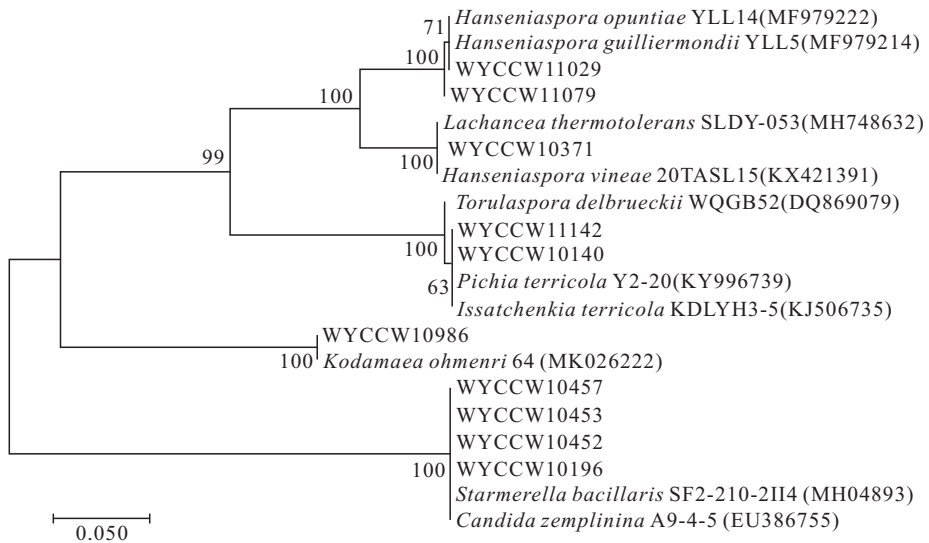 Hanseniaspora opuntiae YLL14(MF979222)
71
Hanseniaspora guilliermondii YLL5(MF979214)
100
WYCCW11029
100
WYCCW11079
Lachancea thermotolerans SLDY-053(MH748632)
99
WYCCW10371
100
Hanseniaspora vineae 20TASL15(KX421391)
Torulaspora delbrueckii WQGB52(DQ869079)
WYCCW11142
100
WYCCW10140
Pichia terricola Y2-20(KY996739)
63
Issatchenkia terricola KDLYH3-5(KJ506735)
WYCCW10986
100
Kodamaea ohmenri 64 (MK026222)
WYCCW10457
WYCCW10453
WYCCW10452
100
WYCCW10196
Starmerella bacillaris SF2-210-2II4 (MH04893)
Candida zemplinina A9-4-5 (EU386755)
0.050